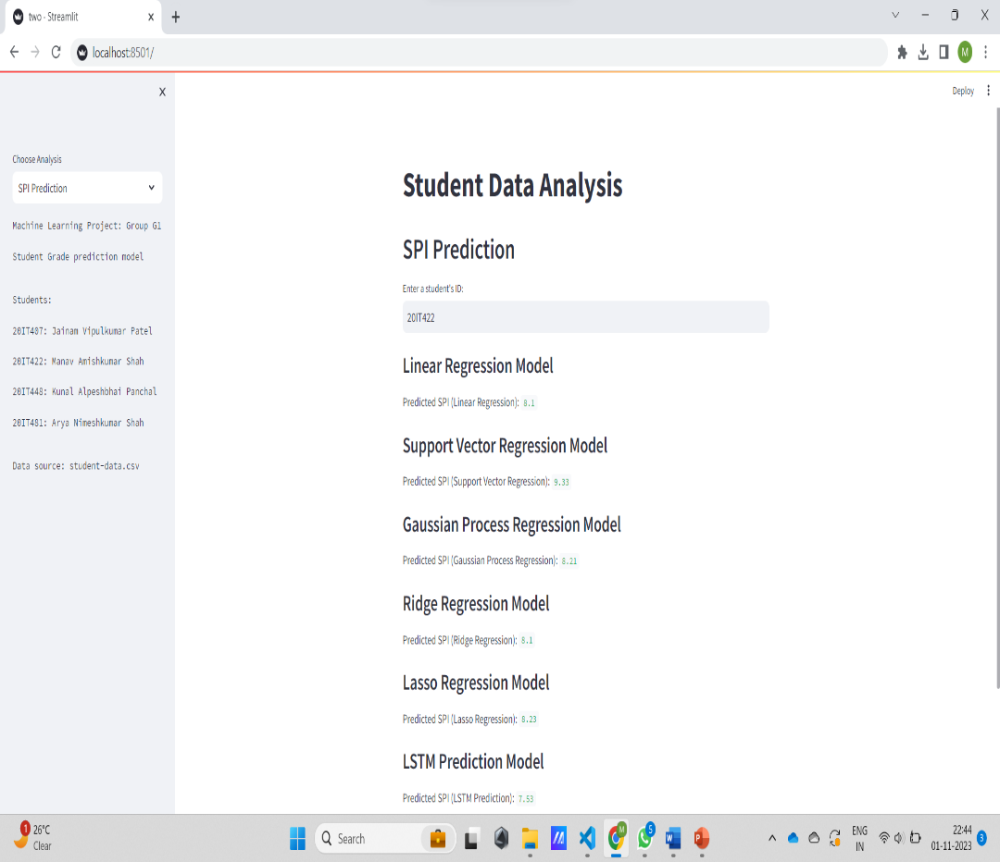 two - Streamlit
localhost:8501/
M
Deploy
Choose Analysis
SPI Prediction
Machine Learning Project: Group G1
Student Grade prediction model
Students:
20IT407: Jainam Vipulkumar Patel
20IT422: Manav Amishkumar Shah
20IT448: Kunal Alpeshbhai Panchal
20IT481: Arya Nimeshkumar Shah
Data source: student-data.csv
Student Data Analysis
SPI Prediction
Enter a student's ID:
20IT422
Linear Regression Model
Predicted SPI (Linear Regression): 8.1
Support Vector Regression Model
Predicted SPI (Support Vector Regression): 9.33
Gaussian Process Regression Model
Predicted SPI (Gaussian Process Regression): 8.21
Ridge Regression Model
Predicted SPI (Ridge Regression): 8.1
Lasso Regression Model
Predicted SPI (Lasso Regression): 8.23
LSTM Prediction Model
Predicted SPI (LSTM Prediction): 7.53
1
26°C
Clear
Search
M
5
W
P
ENG
IN
22:44
01-11-2023
3